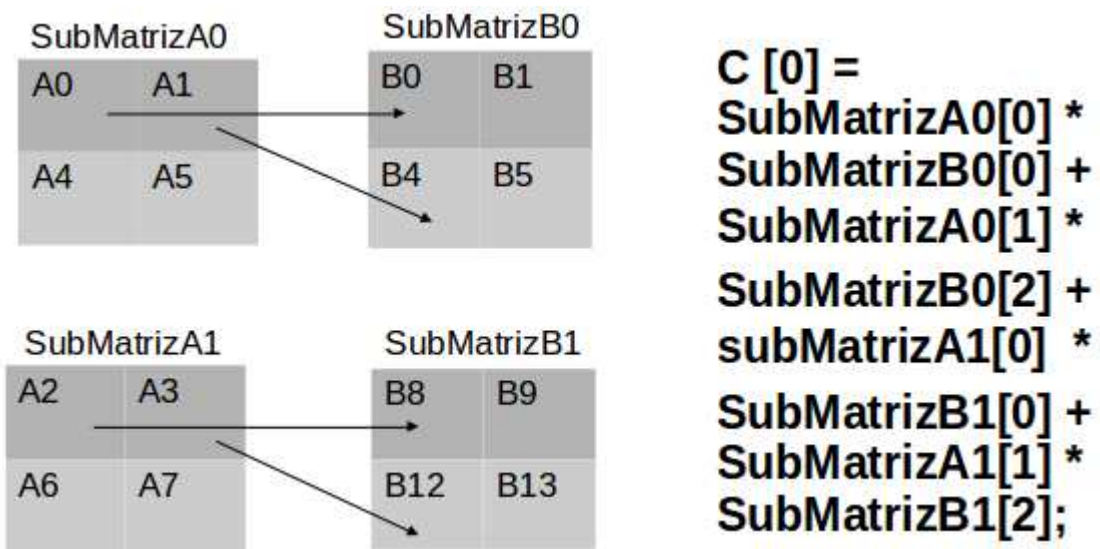 SubMatrizA0
SubMatrizB0
A0 A1
B0 B1
A4 A5
B4 B5
SubMatrizA1
SubMatrizB1
A2 A3
B8 B9
A6 A7
B12 B13
C [0] =
SubMatrizA0[0] *
SubMatrizB0[0] +
SubMatrizA0[1] *
SubMatrizB0[2] +
subMatrizA1[0] *
SubMatrizB1[0] +
SubMatrizA1[1] *
SubMatrizB1[2];